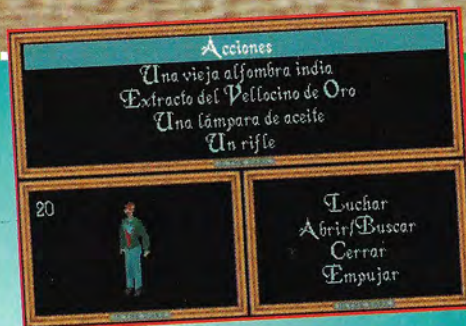 Acciones
Una vieja alfombra india
Extracto del Vellocino de Oro
Una lámpara de aceite
Un rifle
20
Luchar
Abrir/Buscar
Cerrar
Empujar